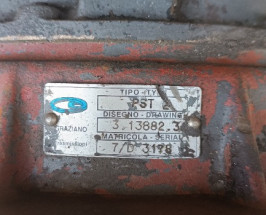 TIPO - TYPE
PST 2
DISEGNO - DRAWING
3.13882.3
GRAZIANO
MATRICOLA - SERIAL
7/D 3178